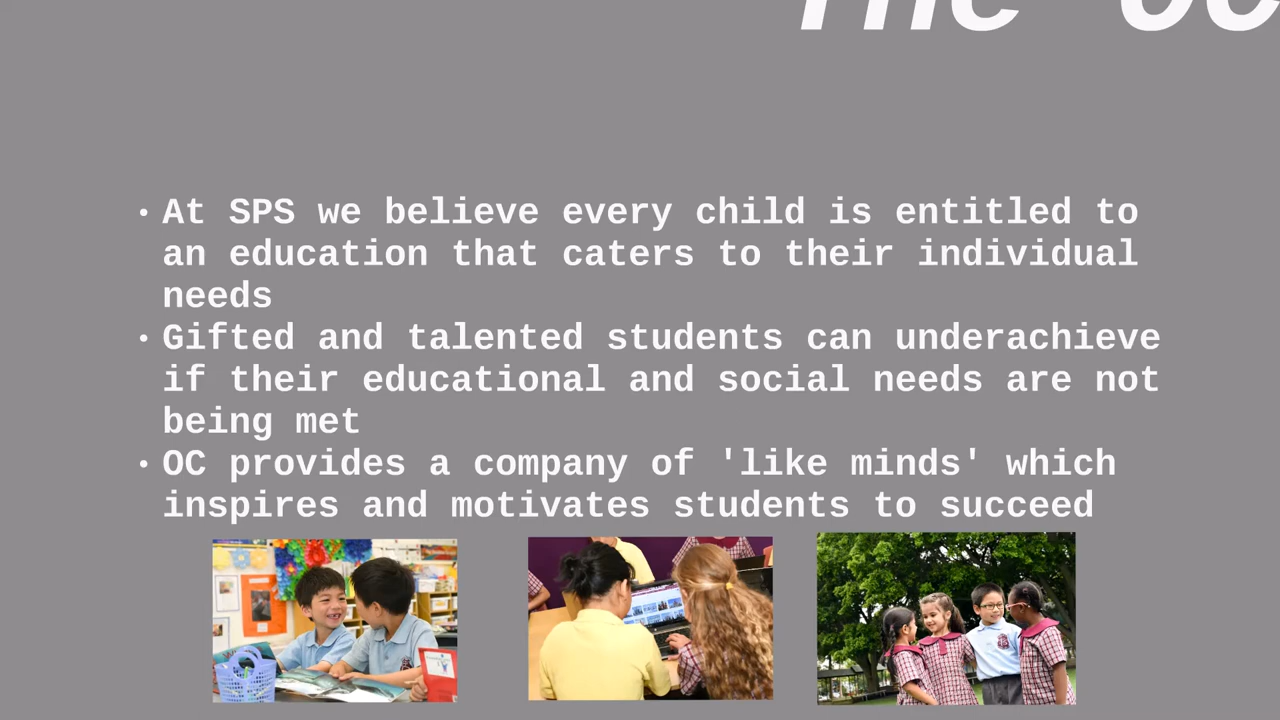 The OC
• At SPS we believe every child is entitled to
an education that caters to their individual
needs
• Gifted and talented students can underachieve
if their educational and social needs are not
being met
• OC provides a company of 'like minds' which
inspires and motivates students to succeed